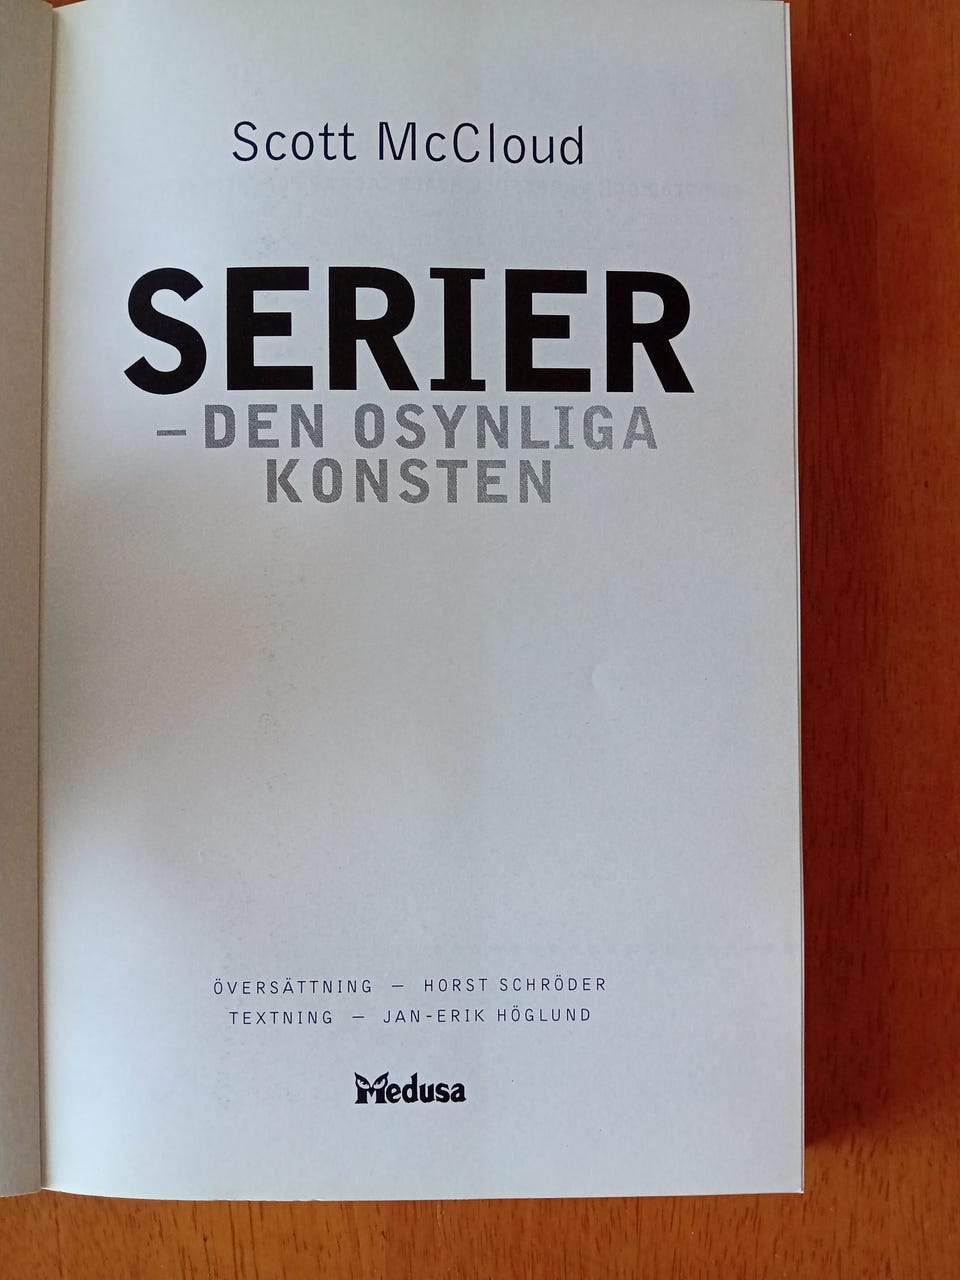 Scott McCloud
SERIER
– DEN OSYNLIGA
KONSTEN
ÖVERSÄTTNING – HORST SCHRÖDER
TEXTNING – JAN-ERIK HÖGLUND
Medusa